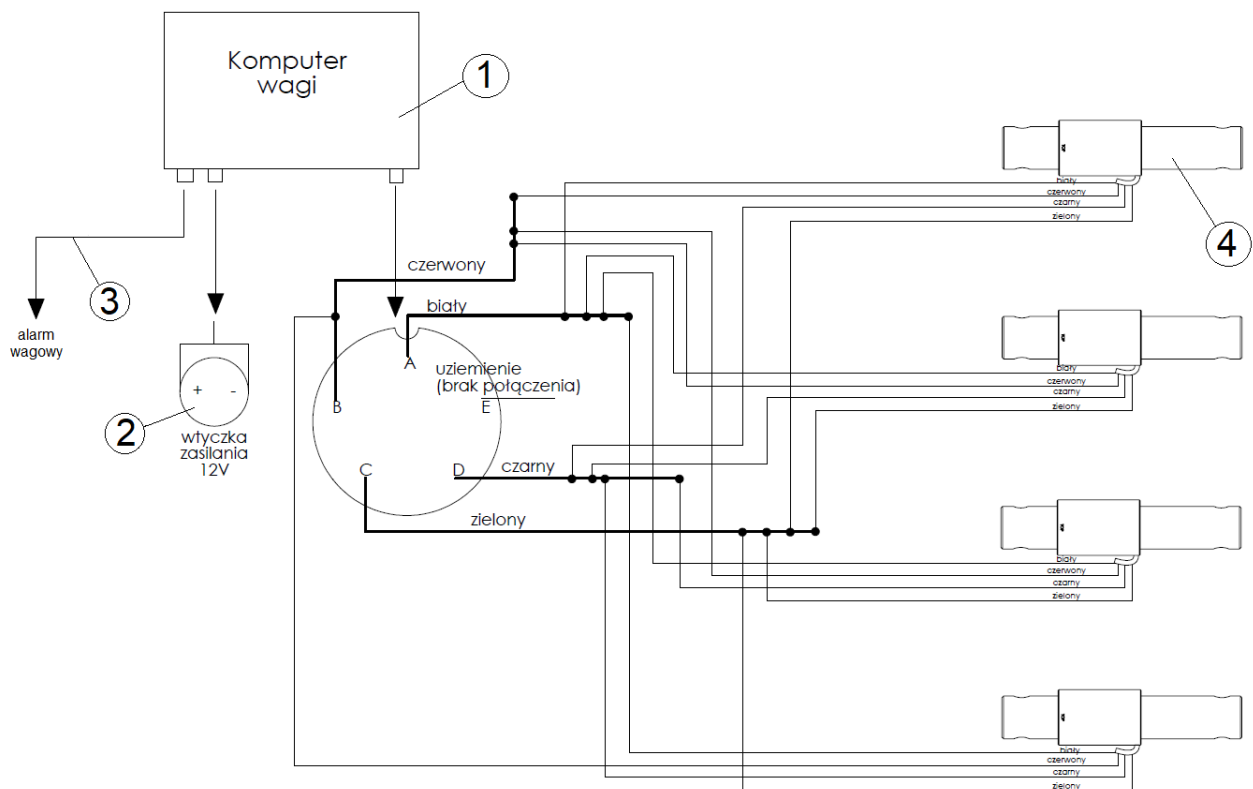 Komputer
wagi
1
biały
czerwony
czarny
zielony
4
czerwony
3
biały
alarm
wagowy
A
uziemienie
(brak połączenia)
biały
czerwony
czarny
zielony
+ -
B
E
2
wtyczka
zasilania
12V
C
D
czarny
zielony
biały
czerwony
czarny
zielony
biały
czerwony
czarny
zielony